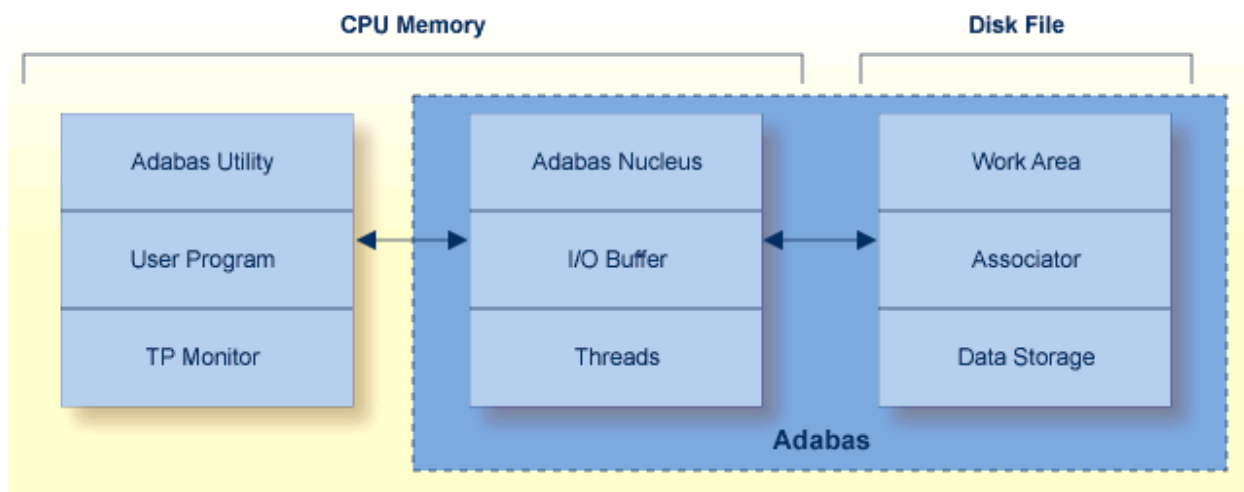 CPU Memory
Disk File
Adabas Utility
User Program
TP Monitor
Adabas Nucleus
I/O Buffer
Threads
Work Area
Associator
Data Storage
Adabas